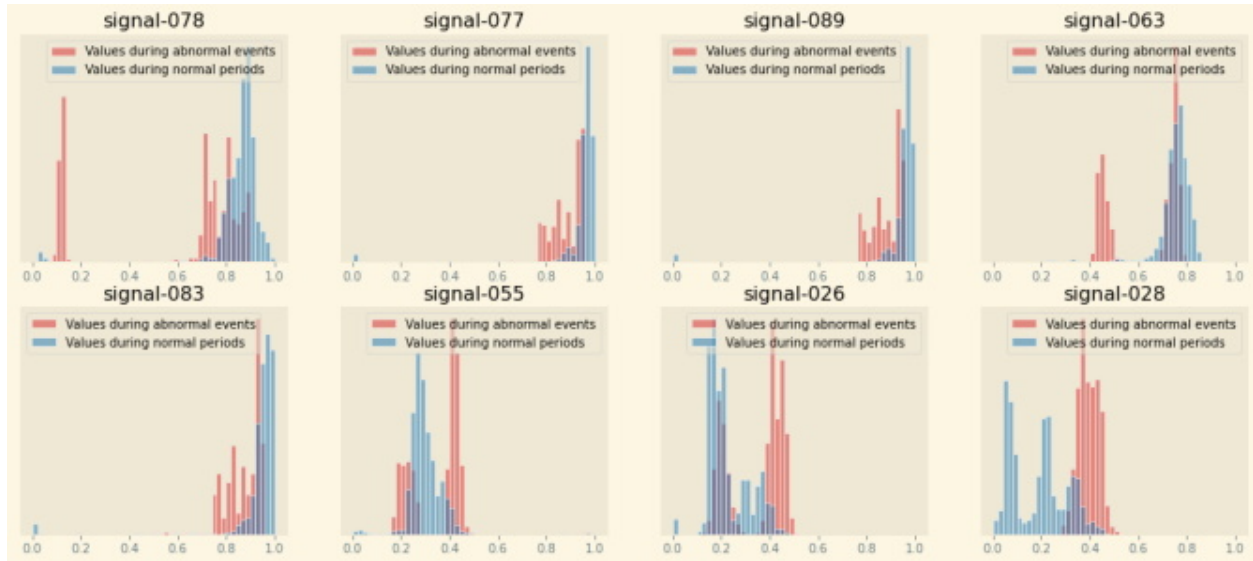 signal-078
signal-077
signal-089
signal-063
Values during abnormal events
Values during normal periods
Values during abnormal events
Values during normal periods
Values during abnormal events
Values during normal periods
Values during abnormal events
Values during normal periods
0.0 0.2 0.4 0.6 0.8 1.0
0.0 0.2 0.4 0.6 0.8 1.0
0.0 0.2 0.4 0.6 0.8 1.0
0.0 0.2 0.4 0.6 0.8 1.0
signal-083
signal-055
signal-026
signal-028
Values during abnormal events
Values during normal periods
Values during abnormal events
Values during normal periods
Values during abnormal events
Values during normal periods
Values during abnormal events
Values during normal periods
0.0 0.2 0.4 0.6 0.8 1.0
0.0 0.2 0.4 0.6 0.8 1.0
0.0 0.2 0.4 0.6 0.8 1.0
0.0 0.2 0.4 0.6 0.8 1.0